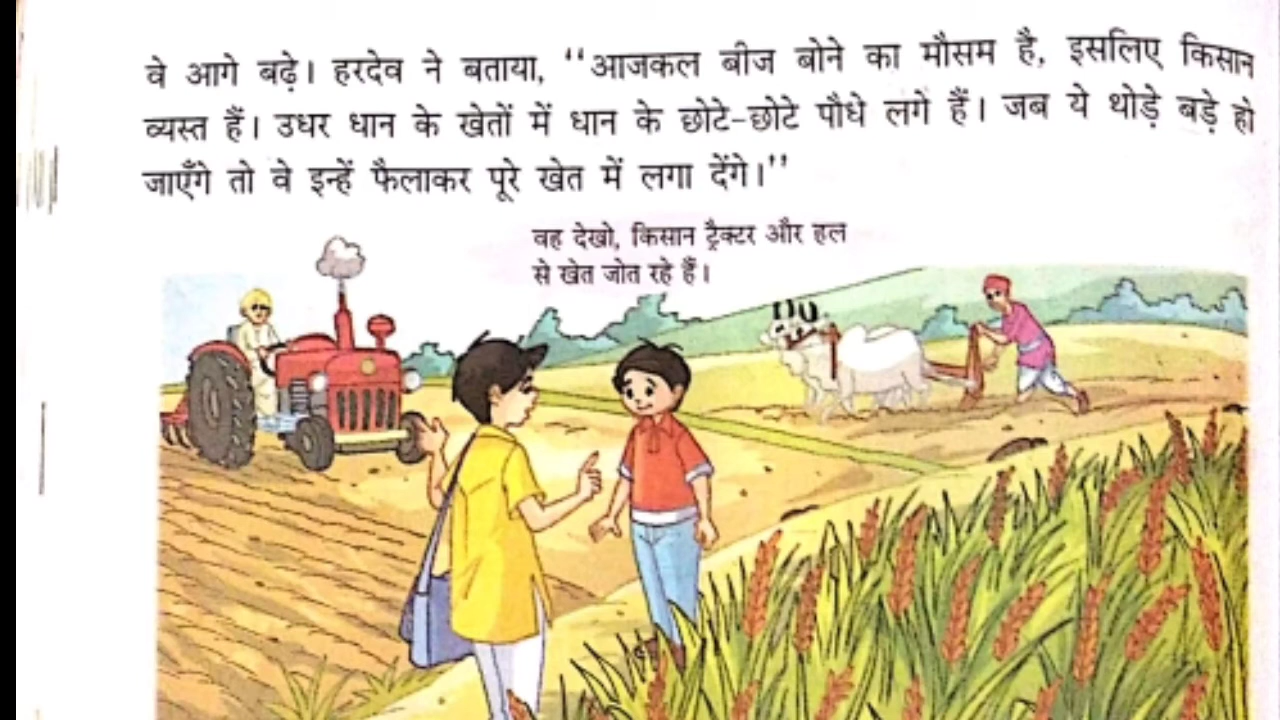 वे आगे बढ़े। हरदेव ने बताया, ‘‘आजकल बीज बोने का मौसम है, इसलिए किसान
व्यस्त हैं। उधर धान के खेतों में धान के छोटे-छोटे पौधे लगे हैं। जब ये थोड़े बड़े हो
जाएँगे तो वे इन्हें फैलाकर पूरे खेत में लगा देंगे।’’
वह देखो, किसान ट्रैक्टर और हल
से खेत जोत रहे हैं।